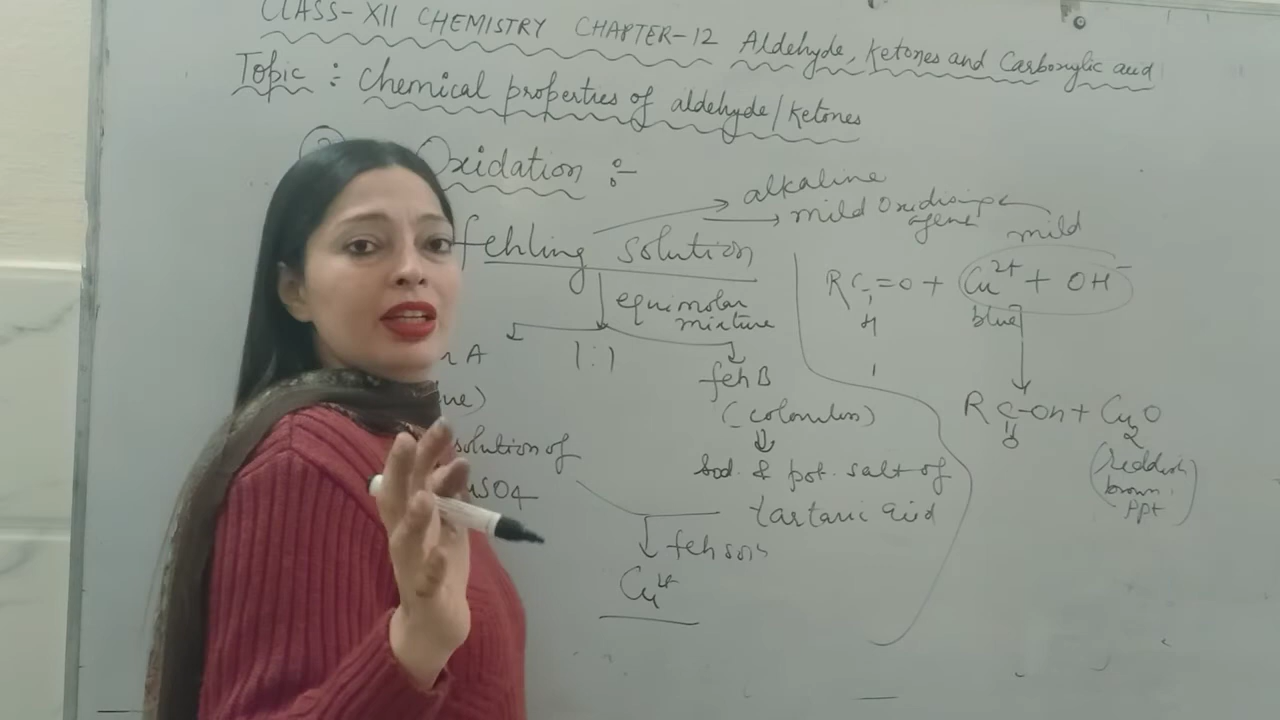 CLASS-XII CHEMISTRY CHAPTER-12 Aldehyde, Ketones and Carboxylic acid
Topic : Chemical properties of aldehyde/Ketones
Oxidation :-
fehling solution
alkaline
mild Oxidising agent
equimolar mixture
1:1
A
feh B
(colourless)
solution of
SO4
sod. & pot. salt of
tartaric acid
feh soln
Cu2+
mild
R C=O + Cu2+ + OH-
H
blue
R C-OH + Cu2O
O
(reddish
brown
ppt)